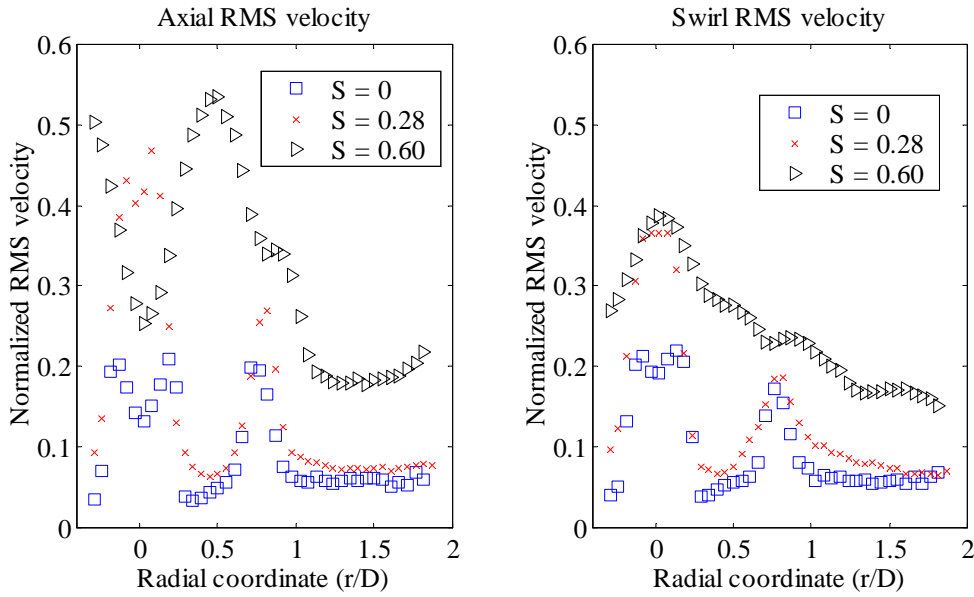 Axial RMS velocity
Normalized RMS velocity
0.6
0.5
0.4
0.3
0.2
0.1
0
S = 0
S = 0.28
S = 0.60
0 0.5 1 1.5 2
Radial coordinate (r/D)
Swirl RMS velocity
Normalized RMS velocity
0.6
0.5
0.4
0.3
0.2
0.1
0
S = 0
S = 0.28
S = 0.60
0 0.5 1 1.5 2
Radial coordinate (r/D)